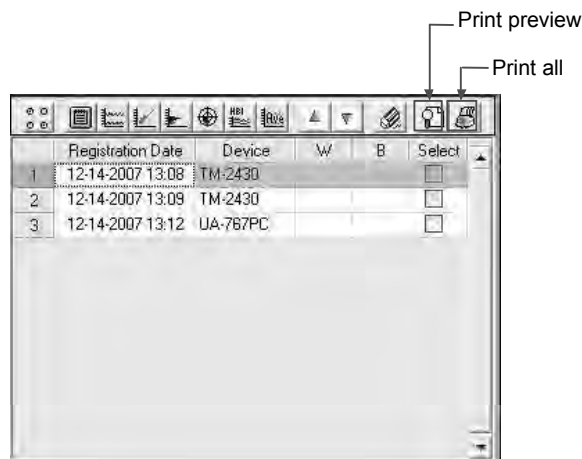 Print preview
Print all
HBI
Ave
Registration Date Device W B Select
1 12-14-2007 13:08 TM-2430
2 12-14-2007 13:09 TM-2430
3 12-14-2007 13:12 UA-767PC